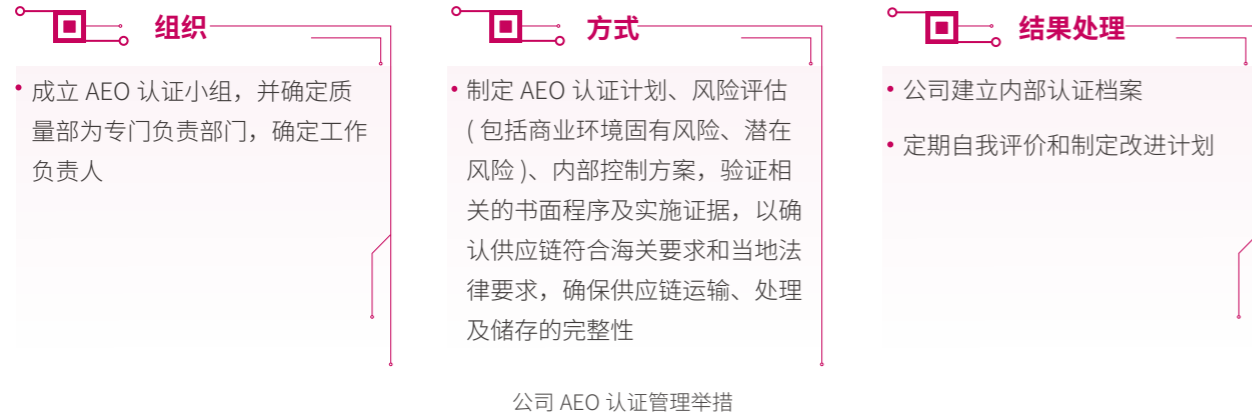 组织
• 成立 AEO 认证小组，并确定质
量部为专门负责部门，确定工作
负责人
方式
• 制定 AEO 认证计划、风险评估
( 包括商业环境固有风险、潜在
风险 )、内部控制方案，验证相
关的书面程序及实施证据，以确
认供应链符合海关要求和当地法
律要求，确保供应链运输、处理
及储存的完整性
结果处理
• 公司建立内部认证档案
• 定期自我评价和制定改进计划
公司 AEO 认证管理举措